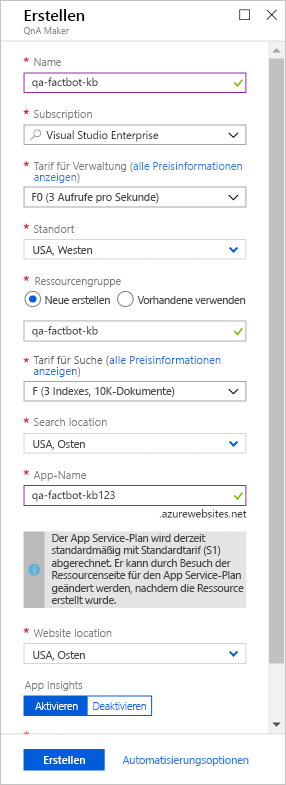 Erstellen
QnA Maker
* Name
qa-factbot-kb
* Subscription
Visual Studio Enterprise
* Tarif für Verwaltung (alle Preisinformationen
anzeigen)
F0 (3 Aufrufe pro Sekunde)
* Standort
USA, Westen
* Ressourcengruppe
Neue erstellen Vorhandene verwenden
qa-factbot-kb
* Tarif für Suche (alle Preisinformationen
anzeigen)
F (3 Indexes, 10K-Dokumente)
* Search location
USA, Osten
* App-Name
qa-factbot-kb123
.azurewebsites.net
Der App Service-Plan wird derzeit
standardmäßig mit Standardtarif (S1)
abgerechnet. Er kann durch Besuch der
Ressourcenseite für den App Service-Plan
geändert werden, nachdem die Ressource
erstellt wurde.
* Website location
USA, Osten
App Insights
Aktivieren Deaktivieren
Erstellen Automatisierungsoptionen